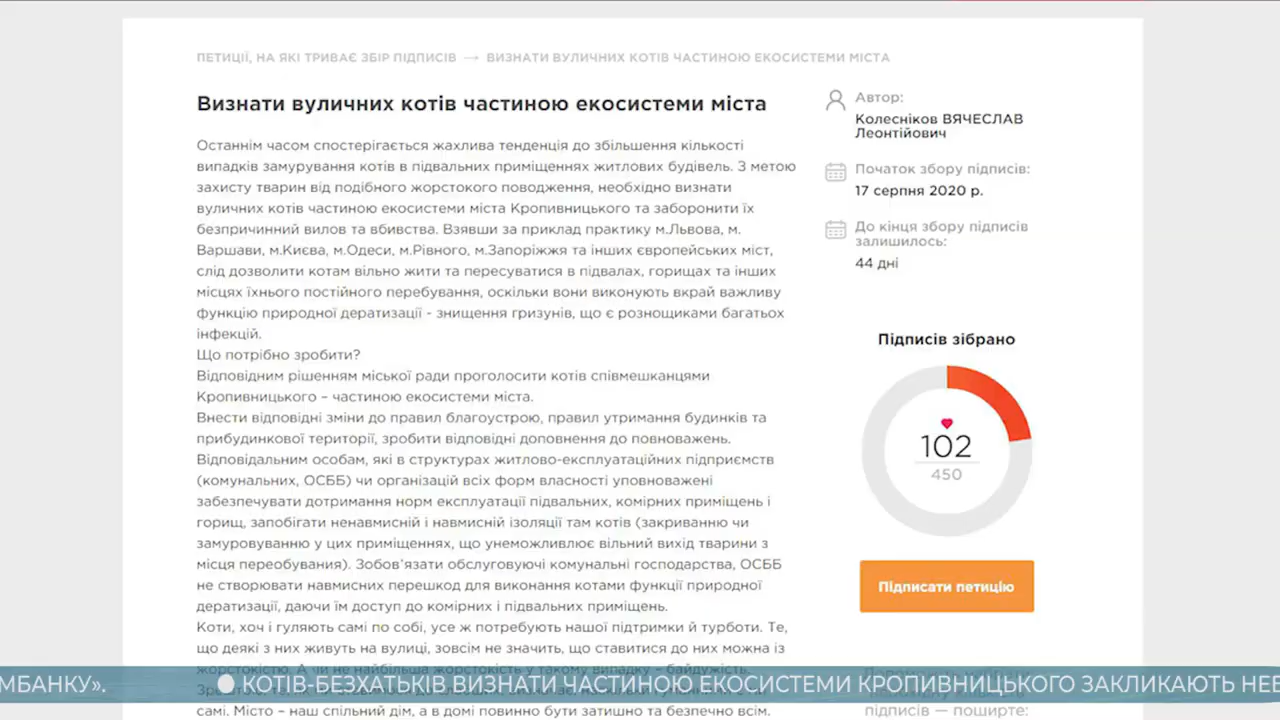 ПЕТИЦІЇ, НА ЯКІ ТРИВАЄ ЗБІР ПІДПИСІВ → ВИЗНАТИ ВУЛИЧНИХ КОТІВ ЧАСТИНОЮ ЕКОСИСТЕМИ МІСТА
Визнати вуличних котів частиною екосистеми міста
Останнім часом спостерігається жахлива тенденція до збільшення кількості
випадків замурування котів в підвальних приміщеннях житлових будівель. З метою
захисту тварин від подібного жорстокого поводження, необхідно визнати
вуличних котів частиною екосистеми міста Кропивницького та заборонити їх
безпричинний вилов та вбивства. Взявши за приклад практику м.Львова, м.
Варшави, м.Києва, м.Одеси, м.Рівного, м.Запоріжжя та інших європейських міст,
слід дозволити котам вільно жити та пересуватися в підвалах, горищах та інших
місцях їхнього постійного перебування, оскільки вони виконують вкрай важливу
функцію природної дератизації - знищення гризунів, що є рознощиками багатьох
інфекцій.
Що потрібно зробити?
Відповідним рішенням міської ради проголосити котів співмешканцями
Кропивницького – частиною екосистеми міста.
Внести відповідні зміни до правил благоустрою, правил утримання будинків та
прибудинкової території, зробити відповідні доповнення до повноважень.
Відповідальним особам, які в структурах житлово-експлуатаційних підприємств
(комунальних, ОСББ) чи організацій всіх форм власності уповноважені
забезпечувати дотримання норм експлуатації підвальних, комірних приміщень і
горищ, запобігати ненавмисній і навмисній ізоляції там котів (закриванню чи
замуровуванню у цих приміщеннях, що унеможливлює вільний вихід тварини з
місця переобування). Зобов’язати обслуговуючі комунальні господарства, ОСББ
не створювати навмисних перешкод для виконання котами функції природної
дератизації, даючи їм доступ до комірних і підвальних приміщень.
Коти, хоч і гуляють самі по собі, усе ж потребують нашої підтримки й турботи. Те,
що деякі з них живуть на вулиці, зовсім не значить, що ставитися до них можна із
жорстокістю. А чи не найбільша жорстокість у такому випадку – байдужість.
самі. Місто – наш спільний дім, а в домі повинно бути затишно та безпечно всім.
Автор:
Колесніков ВЯЧЕСЛАВ
Леонтійович
Початок збору підписів:
17 серпня 2020 р.
До кінця збору підписів
залишилось:
44 дні
Підписів зібрано
102
450
Підписати петицію
підписів — поширте:
МБАНКУ». КОТІВ-БЕЗХАТЬКІВ ВИЗНАТИ ЧАСТИНОЮ ЕКОСИСТЕМИ КРОПИВНИЦЬКОГО ЗАКЛИКАЮТЬ НЕБ